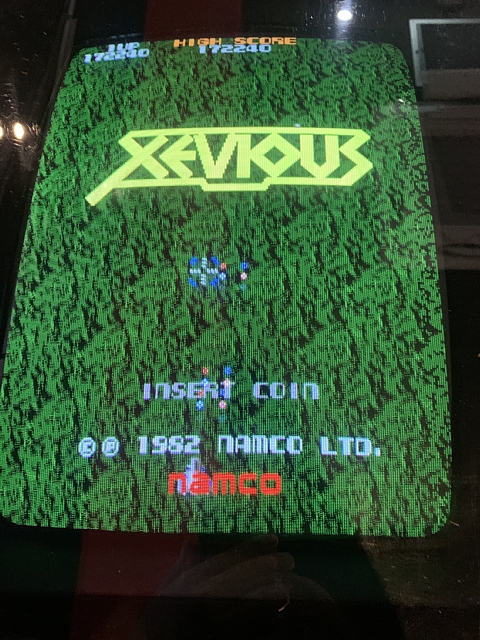 1UP HIGH SCORE
172240 172240
XEVIOUS
INSERT COIN
© ® 1982 NAMCO LTD.
namco